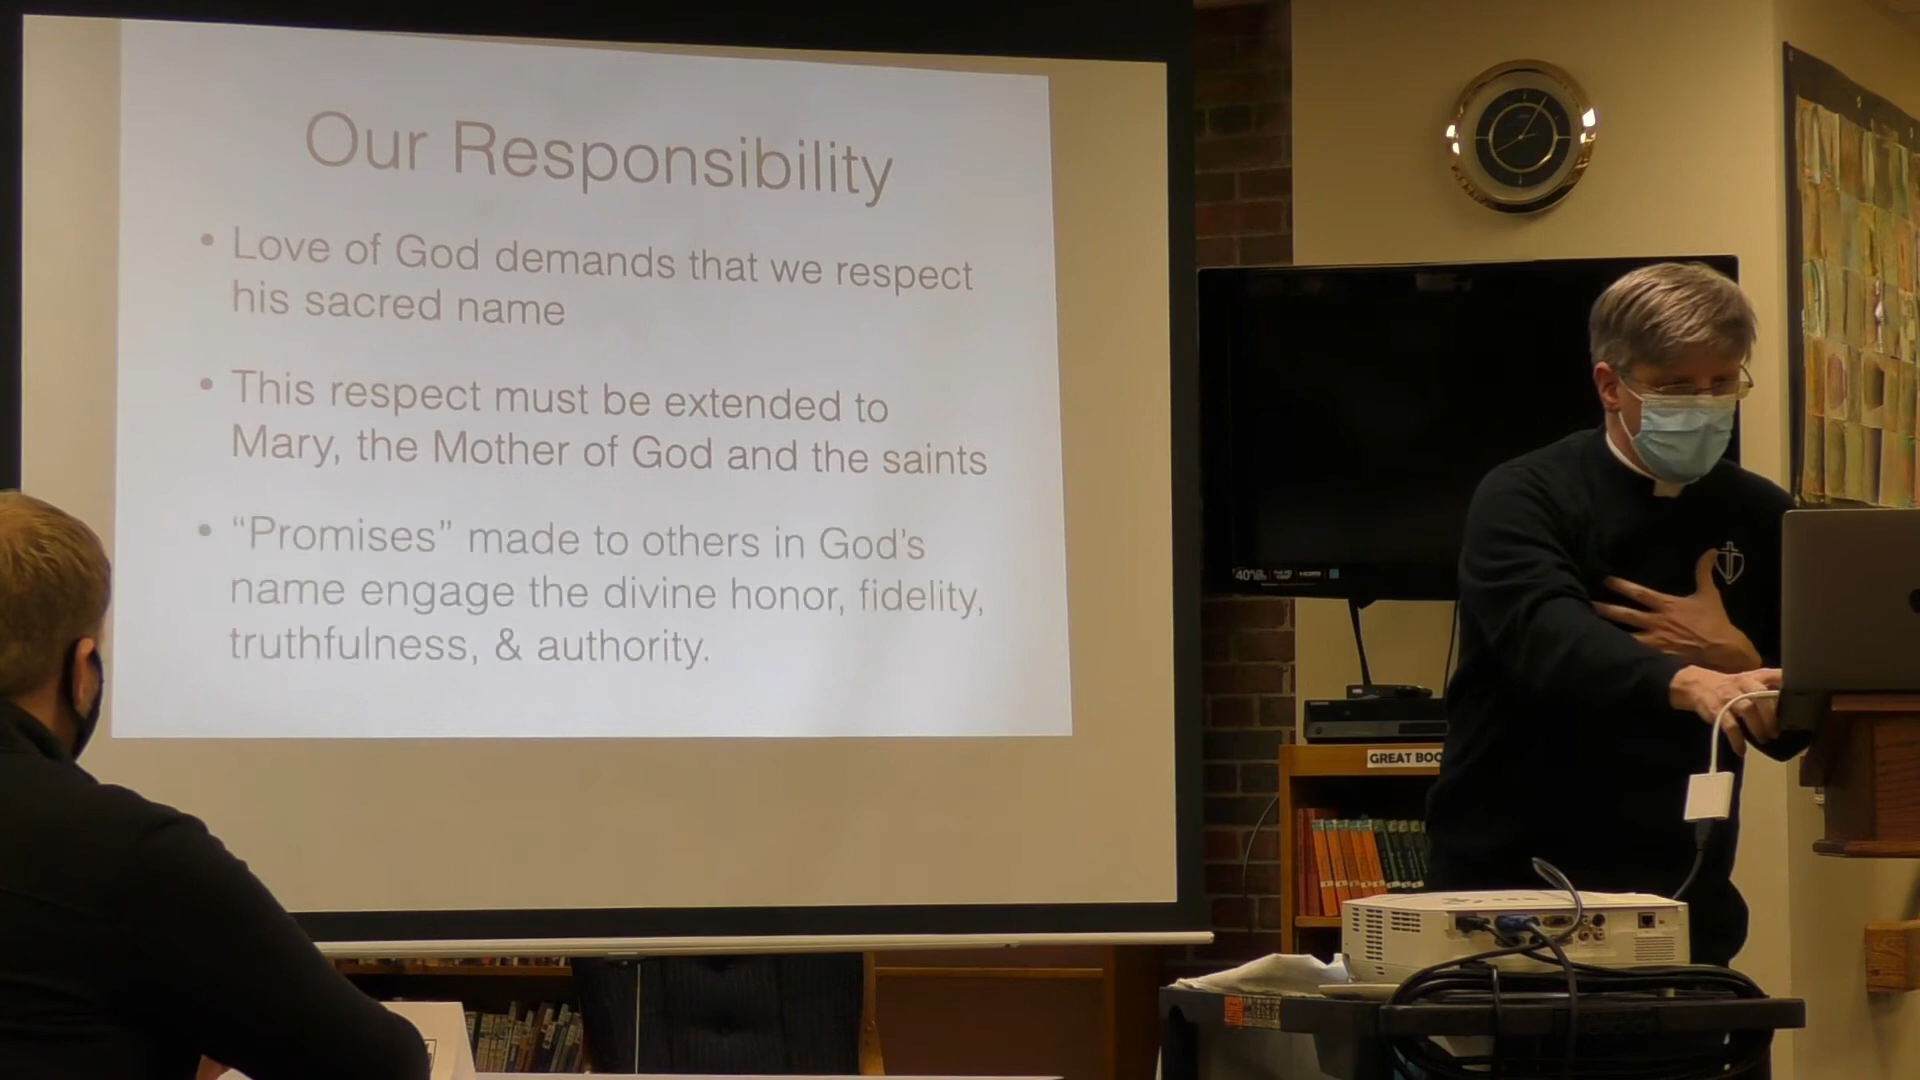 Our Responsibility
• Love of God demands that we respect
his sacred name
• This respect must be extended to
Mary, the Mother of God and the saints
• “Promises” made to others in God’s
name engage the divine honor, fidelity,
truthfulness, & authority.
40"
GREAT BOO